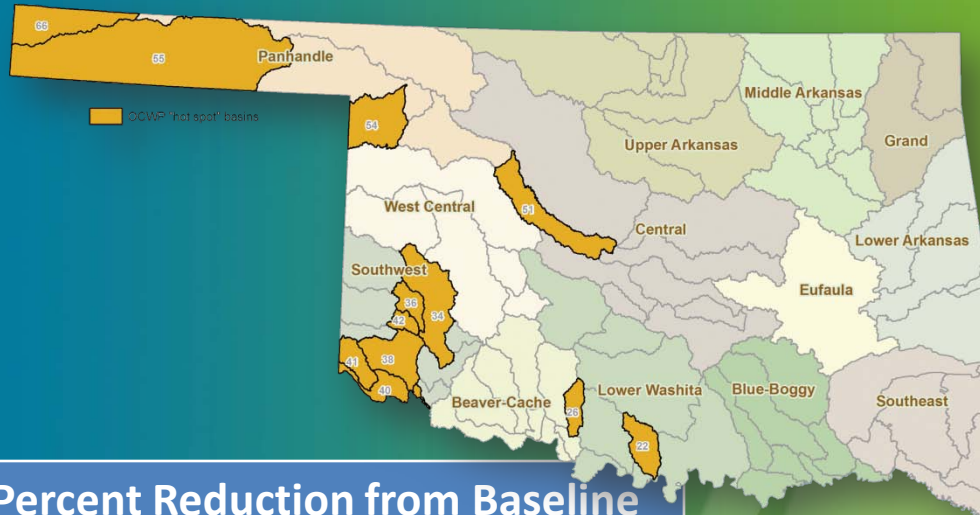 66
55
Panhandle
OCWP "hot spot" basins
54
Middle Arkansas
Grand
Upper Arkansas
51
West Central
Central
Lower Arkansas
Southwest
36
34
42
Eufaula
41
38
40
Beaver-Cache
26
Lower Washita
Blue-Boggy
Southeast
22
Percent Reduction from Baseline